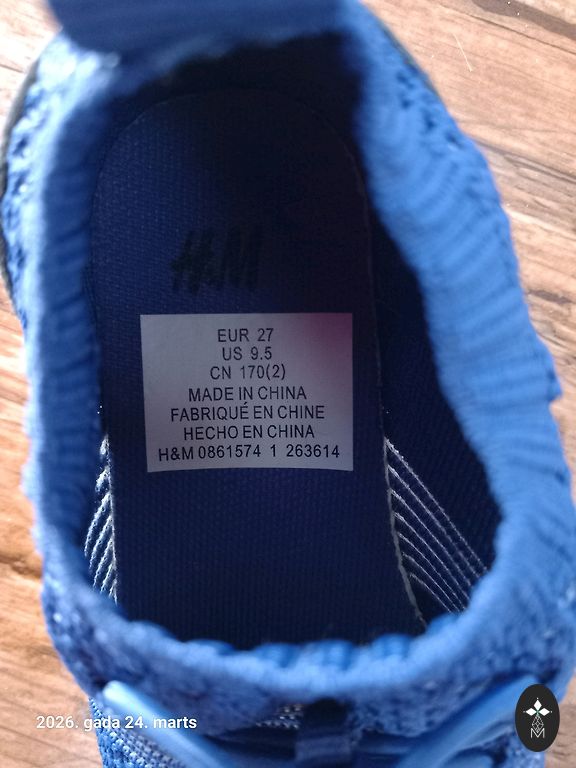 H&M
EUR 27
US 9.5
CN 170(2)
MADE IN CHINA
FABRIQUÉ EN CHINE
HECHO EN CHINA
H&M 0861574 1 263614
2026. gada 24. marts
M